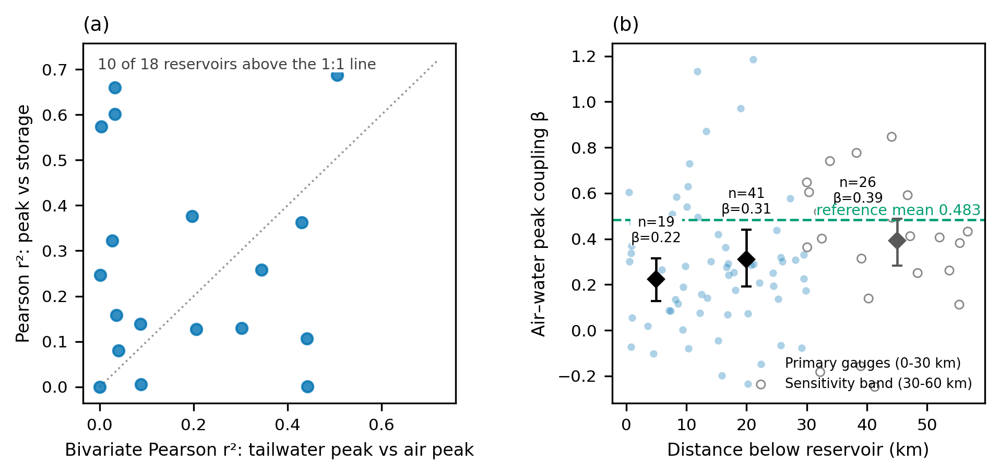 (a)
10 of 18 reservoirs above the 1:1 line
Pearson r²: peak vs storage
0.7
0.6
0.5
0.4
0.3
0.2
0.1
0.0
0.0 0.2 0.4 0.6
Bivariate Pearson r²: tailwater peak vs air peak
(b)
Air–water peak coupling β
1.2
1.0
0.8
0.6
0.4
0.2
0.0
−0.2
n=19
β=0.22
n=41
β=0.31
n=26
β=0.39
reference mean 0.483
Primary gauges (0-30 km)
Sensitivity band (30-60 km)
0 10 20 30 40 50
Distance below reservoir (km)